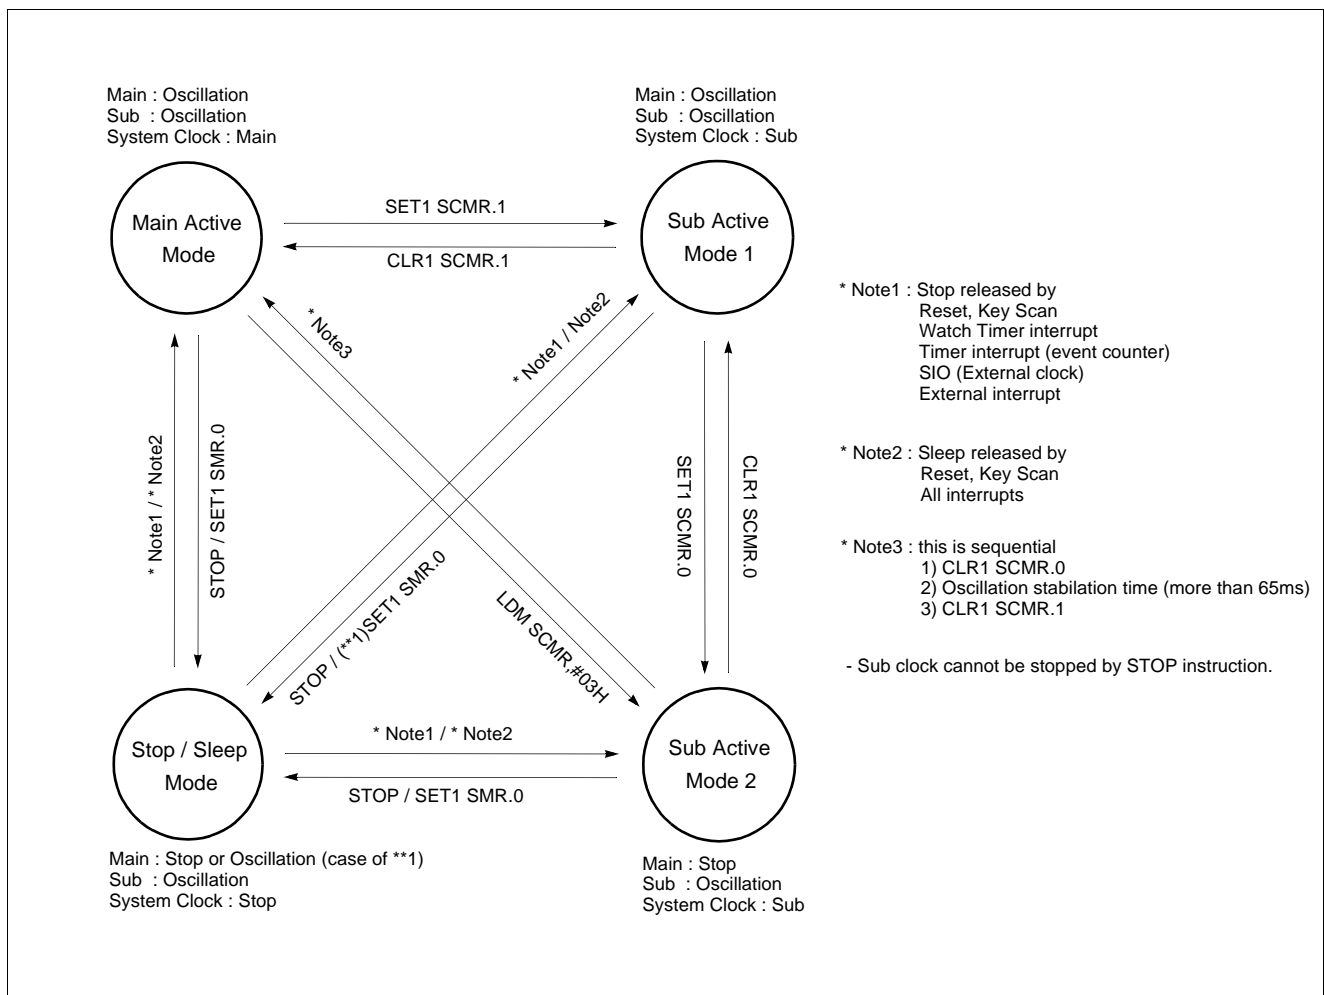 Main : Oscillation
Sub : Oscillation
System Clock : Main
Main : Oscillation
Sub : Oscillation
System Clock : Sub
Main Active
Mode
SET1 SCMR.1
CLR1 SCMR.1
Sub Active
Mode 1
* Note3
* Note1 / Note2
* Note1 / * Note2
STOP / SET1 SMR.0
SET1 SCMR.0
CLR1 SCMR.0
STOP / (**1)SET1 SMR.0
LDM SCMR,#03H
* Note1 : Stop released by
Reset, Key Scan
Watch Timer interrupt
Timer interrupt (event counter)
SIO (External clock)
External interrupt
* Note2 : Sleep released by
Reset, Key Scan
All interrupts
* Note3 : this is sequential
1) CLR1 SCMR.0
2) Oscillation stabilation time (more than 65ms)
3) CLR1 SCMR.1
- Sub clock cannot be stopped by STOP instruction.
Stop / Sleep
Mode
* Note1 / * Note2
STOP / SET1 SMR.0
Sub Active
Mode 2
Main : Stop or Oscillation (case of **1)
Sub : Oscillation
System Clock : Stop
Main : Stop
Sub : Oscillation
System Clock : Sub